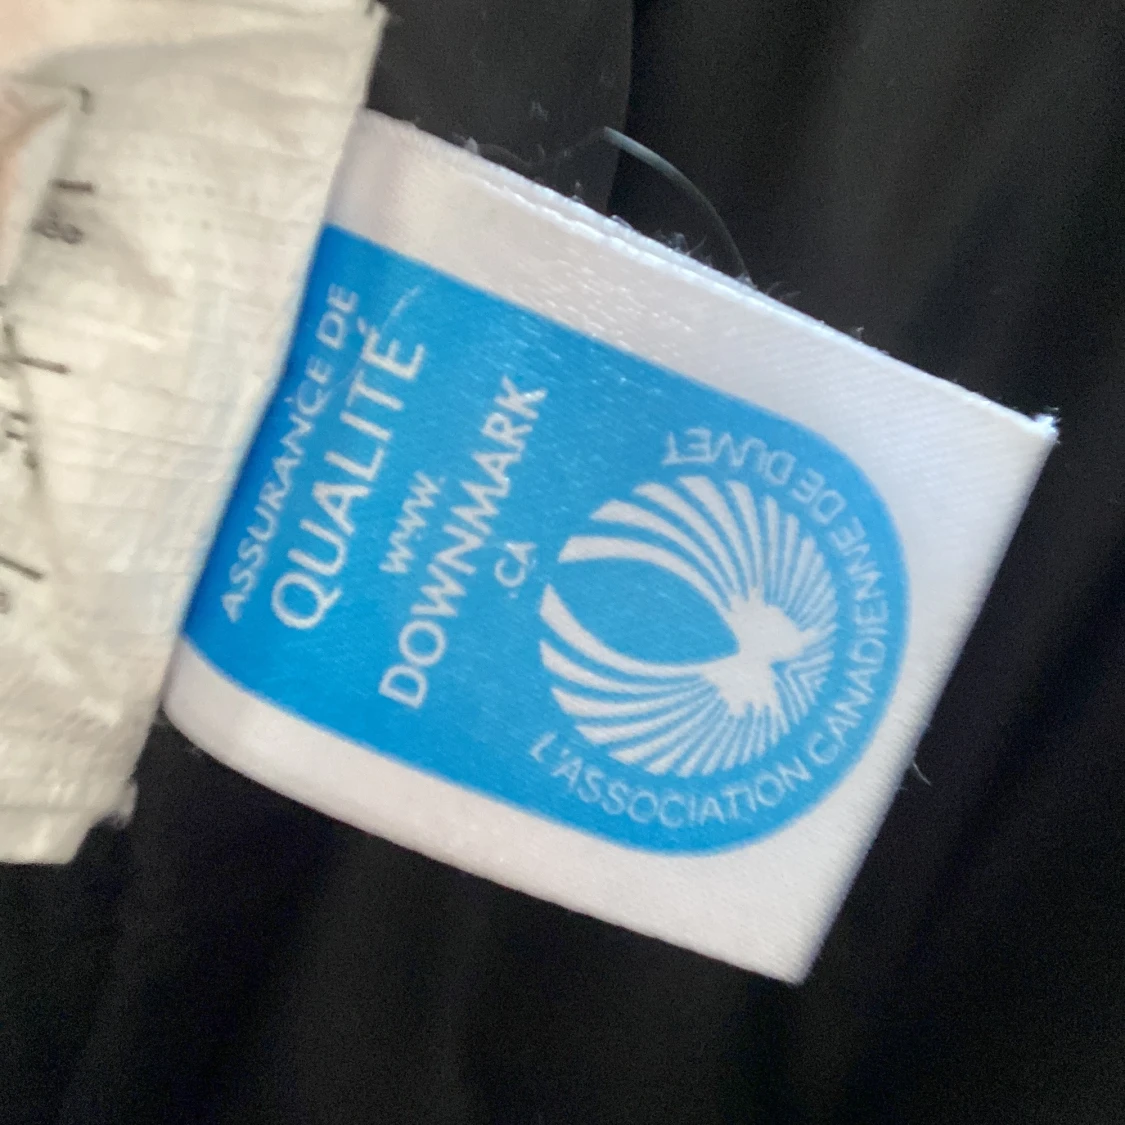 L'ASSOCIATION CANADIENNE DE DUVET
WWW.
DOWNMARK
.CA
ASSURANCE DE
QUALITÉ